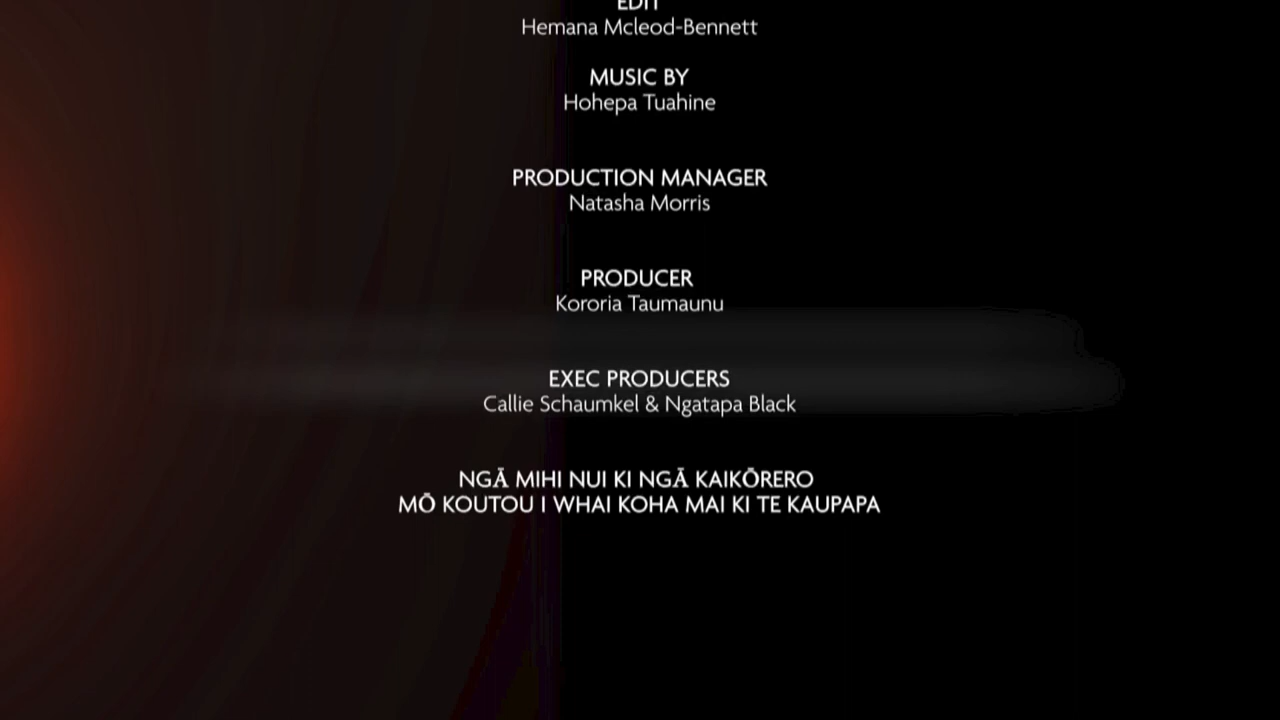 EDIT
Hemana Mcleod-Bennett
MUSIC BY
Hohepa Tuahine
PRODUCTION MANAGER
Natasha Morris
PRODUCER
Kororia Taumaunu
EXEC PRODUCERS
Callie Schaumkel & Ngatapa Black
NGĀ MIHI NUI KI NGĀ KAIKŌRERO
MŌ KOUTOU I WHAI KOHA MAI KI TE KAUPAPA